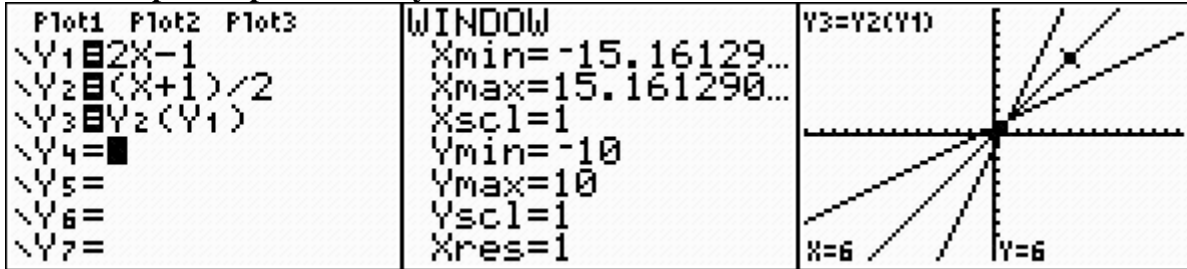 Plot1 Plot2 Plot3
\Y1=2X-1
\Y2=(X+1)/2
\Y3=Y2(Y1)
\Y4=
\Y5=
\Y6=
\Y7=
WINDOW
Xmin=-15.16129…
Xmax=15.161290…
Xscl=1
Ymin=-10
Ymax=10
Yscl=1
Xres=1
Y3=Y2(Y1)
X=6 Y=6